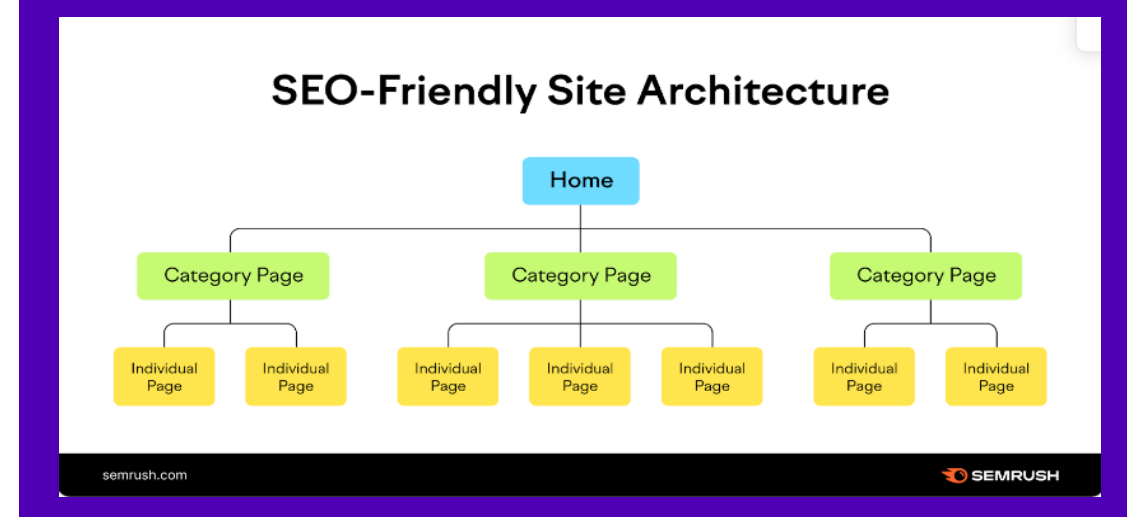 SEO-Friendly Site Architecture
Home
Category Page
Category Page
Category Page
Individual
Page
Individual
Page
Individual
Page
Individual
Page
Individual
Page
Individual
Page
Individual
Page
semrush.com
SEMRUSH